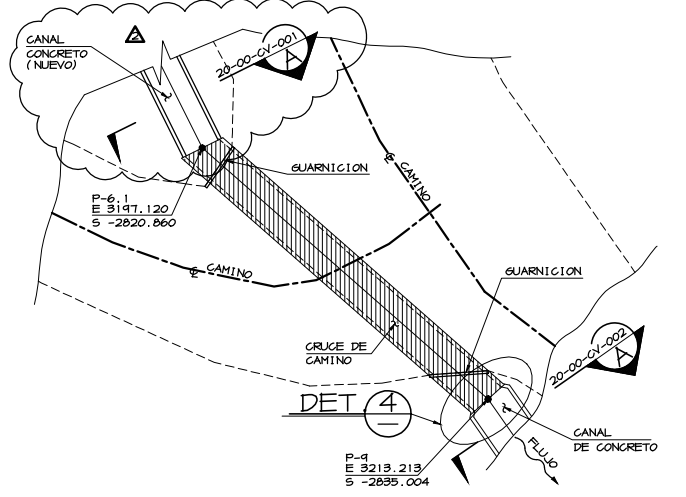 CANAL
CONCRETO
(NUEVO)
2
20-00-CV-001
A
GUARNICION
P-6.1
E 3197.120
S -2820.860
℄ CAMINO
℄ CAMINO
GUARNICION
CRUCE DE
CAMINO
20-00-CV-002
A
DET 4
CANAL
DE CONCRETO
FLUJO
P-9
E 3213.213
S -2835.004